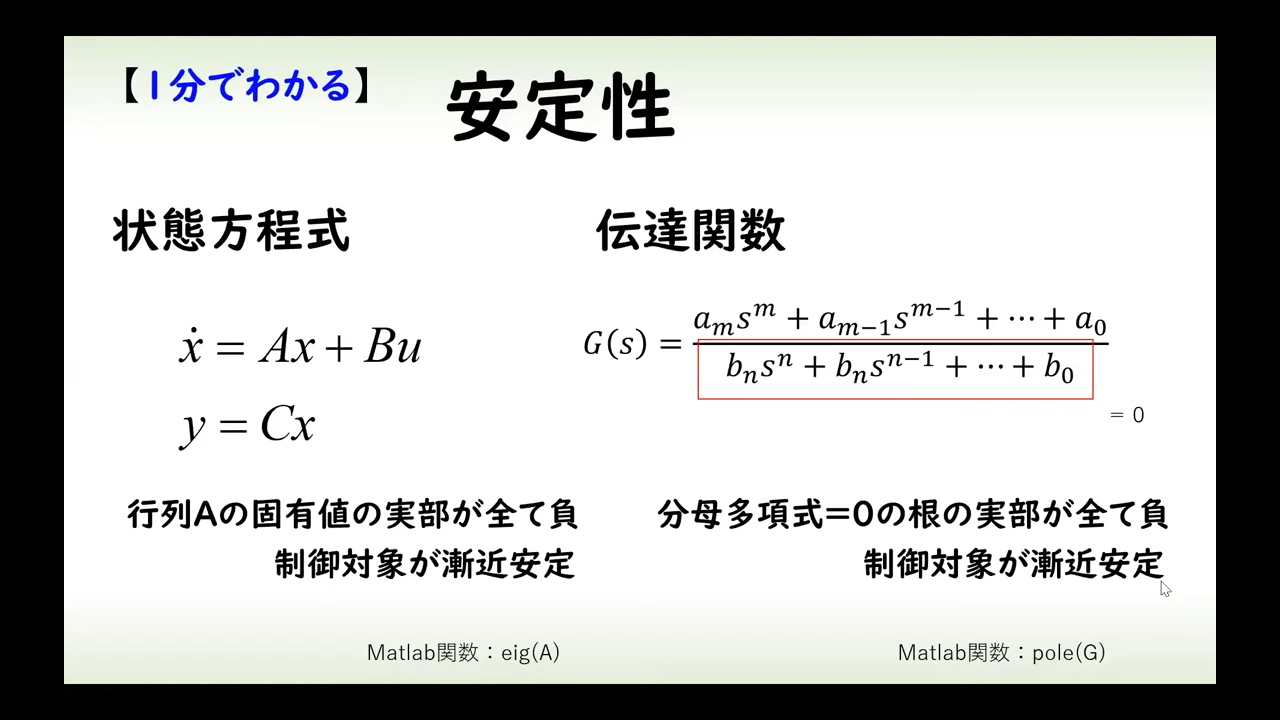 【1分でわかる】
安定性
状態方程式
ẋ = Ax + Bu
y = Cx
行列Aの固有値の実部が全て負
制御対象が漸近安定
Matlab関数：eig(A)
伝達関数
G(s) = (a_m s^m + a_{m−1} s^{m−1} + ⋯ + a_0) / (b_n s^n + b_n s^{n−1} + ⋯ + b_0)
= 0
分母多項式=0の根の実部が全て負
制御対象が漸近安定
Matlab関数：pole(G)